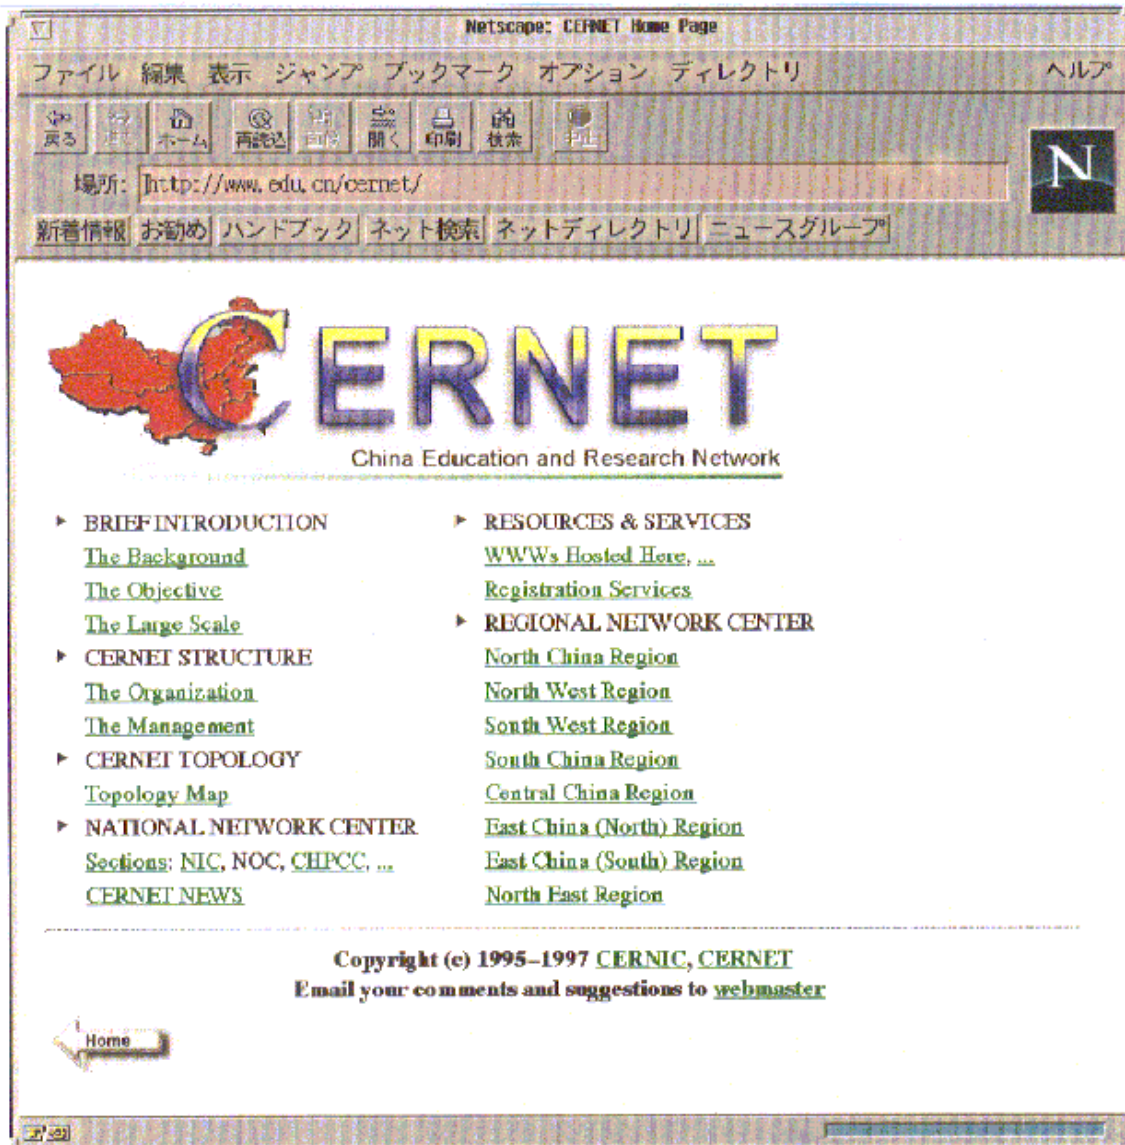 Netscape: CERNET Home Page
ファイル 編集 表示 ジャンプ ブックマーク オプション ディレクトリ ヘルプ
戻る ホーム 再読込 画像 開く 印刷 検索 中止
場所: http://www.edu.cn/cernet/
新着情報 お勧め ハンドブック ネット検索 ネットディレクトリ ニュースグループ
N
CERNET
China Education and Research Network
BRIEF INTRODUCTION
The Background
The Objective
The Large Scale
CERNET STRUCTURE
The Organization
The Management
CERNET TOPOLOGY
Topology Map
NATIONAL NETWORK CENTER
Sections: NIC, NOC, CHPCC, ...
CERNET NEWS
RESOURCES & SERVICES
WWWs Hosted Here, ...
Registration Services
REGIONAL NETWORK CENTER
North China Region
North West Region
South West Region
South China Region
Central China Region
East China (North) Region
East China (South) Region
North East Region
Copyright (c) 1995-1997 CERNIC, CERNET
Email your comments and suggestions to webmaster
Home